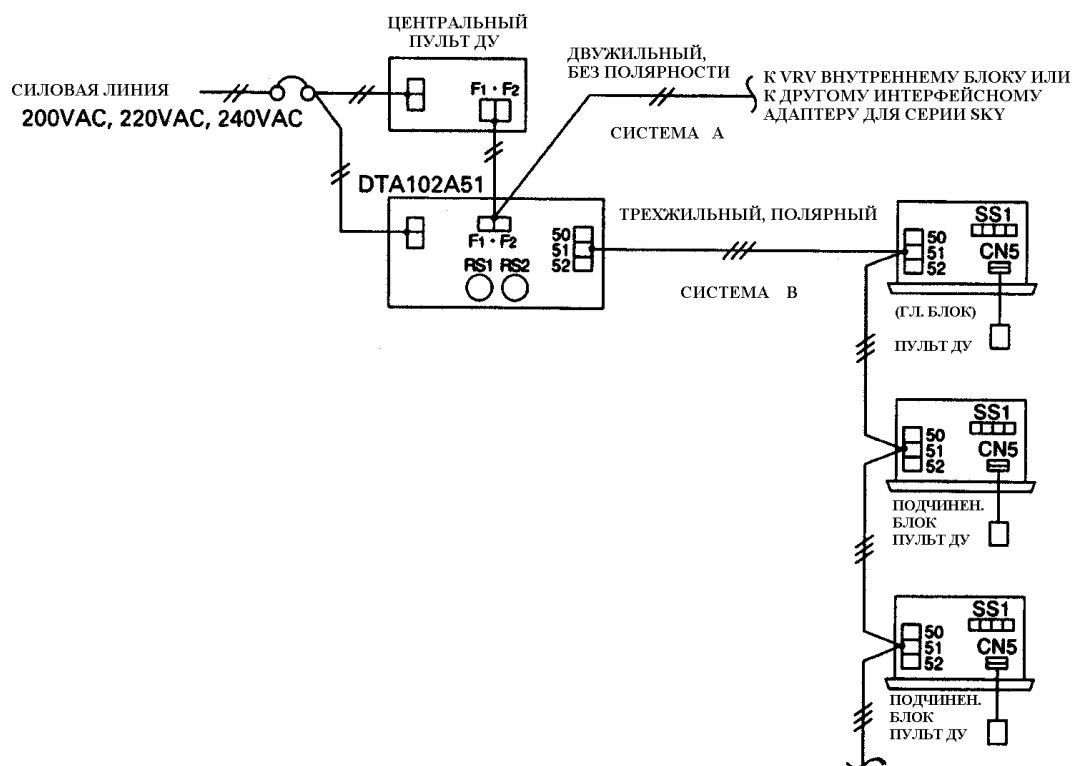 ЦЕНТРАЛЬНЫЙ
ПУЛЬТ ДУ
ДВУЖИЛЬНЫЙ,
БЕЗ ПОЛЯРНОСТИ
СИЛОВАЯ ЛИНИЯ
200VAC, 220VAC, 240VAC
F1 · F2
К VRV ВНУТРЕННЕМУ БЛОКУ ИЛИ
К ДРУГОМУ ИНТЕРФЕЙСНОМУ
АДАПТЕРУ ДЛЯ СЕРИИ SKY
СИСТЕМА А
DTA102A51
F1 · F2
RS1 RS2
50
51
52
ТРЕХЖИЛЬНЫЙ, ПОЛЯРНЫЙ
СИСТЕМА В
50
51
52
SS1
CN5
(ГЛ. БЛОК)
ПУЛЬТ ДУ
50
51
52
SS1
CN5
ПОДЧИНЕН.
БЛОК
ПУЛЬТ ДУ
50
51
52
SS1
CN5
ПОДЧИНЕН.
БЛОК
ПУЛЬТ ДУ